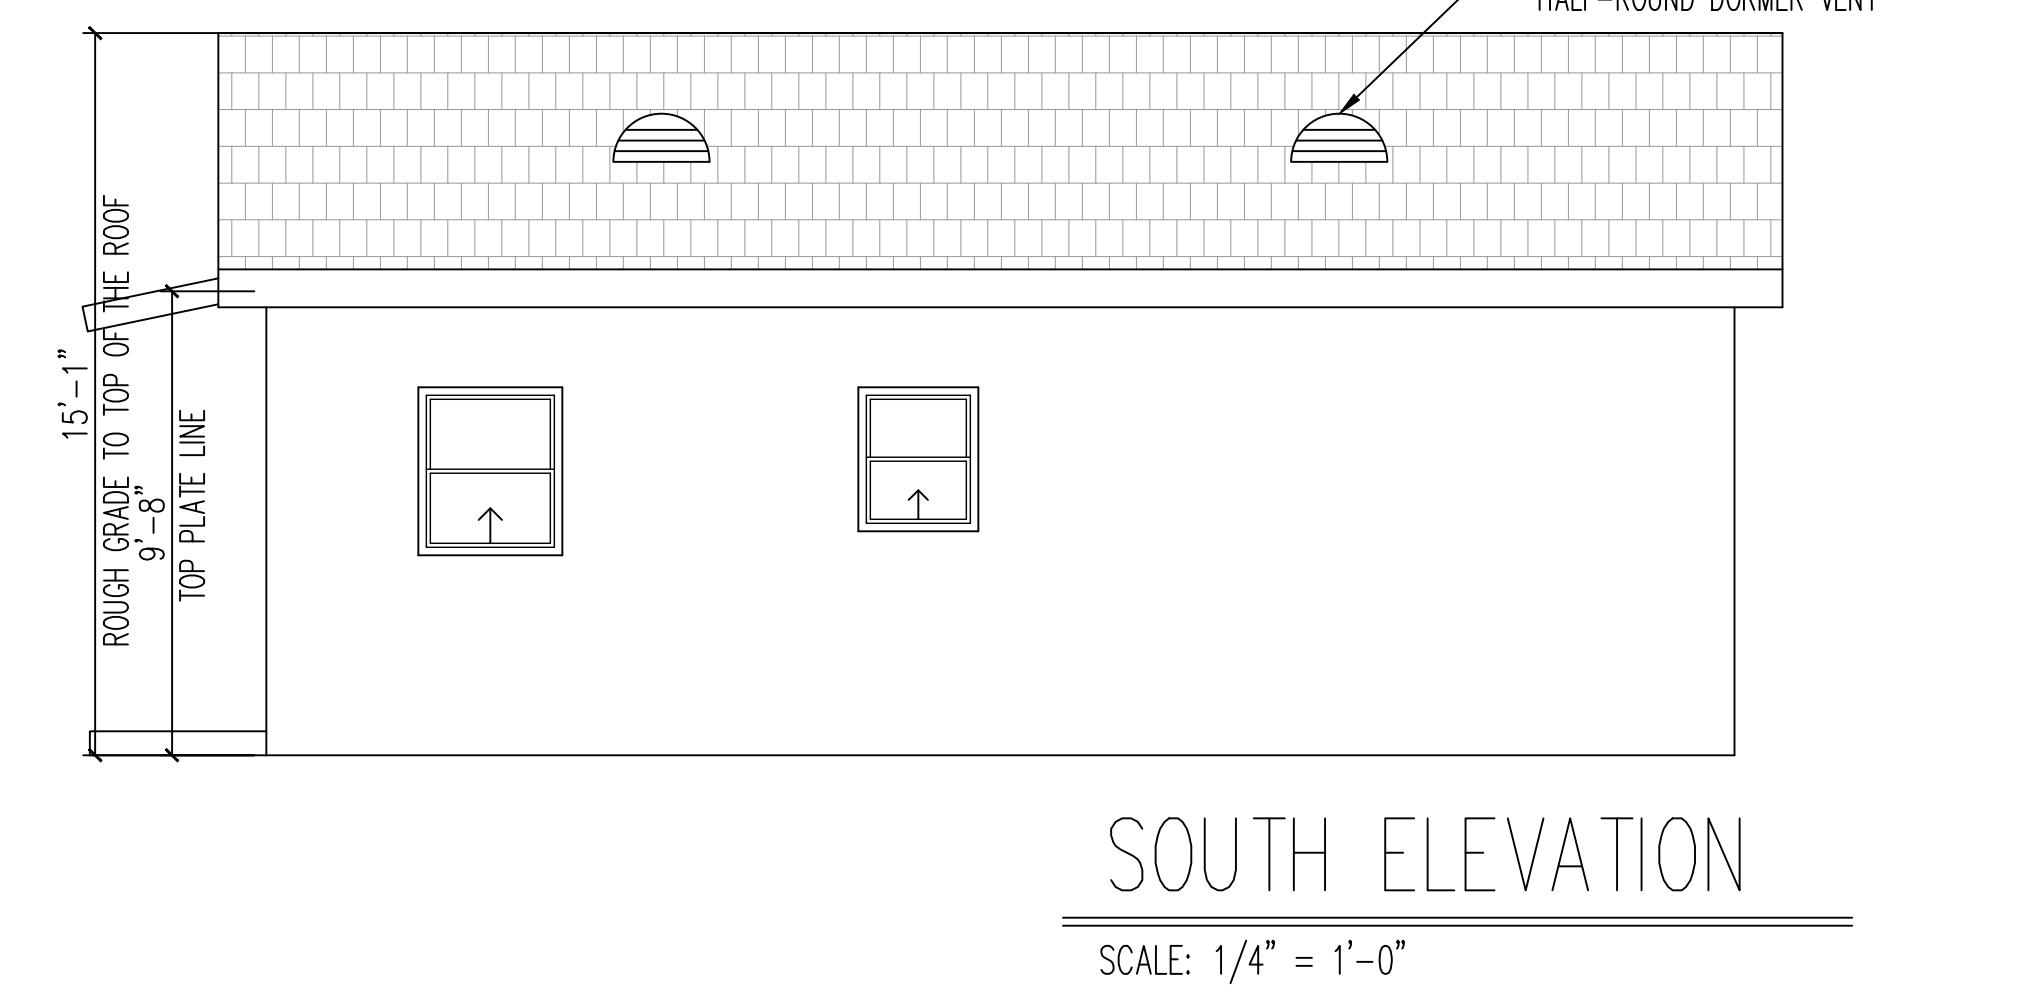 HALF-ROUND DORMER VENT
15'-1"
ROUGH GRADE TO TOP OF THE ROOF
9'-8"
TOP PLATE LINE
SOUTH ELEVATION
SCALE: 1/4" = 1'-0"